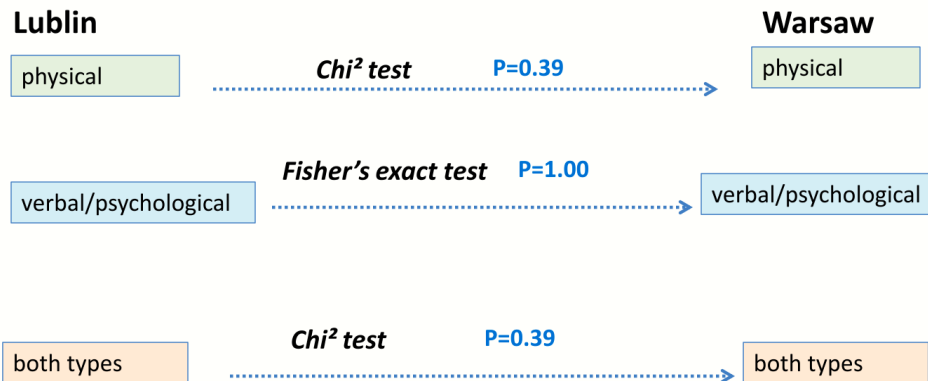 Lublin Warsaw
physical Chi² test P=0.39 physical
Fisher’s exact test P=1.00
verbal/psychological verbal/psychological
Chi² test P=0.39
both types both types